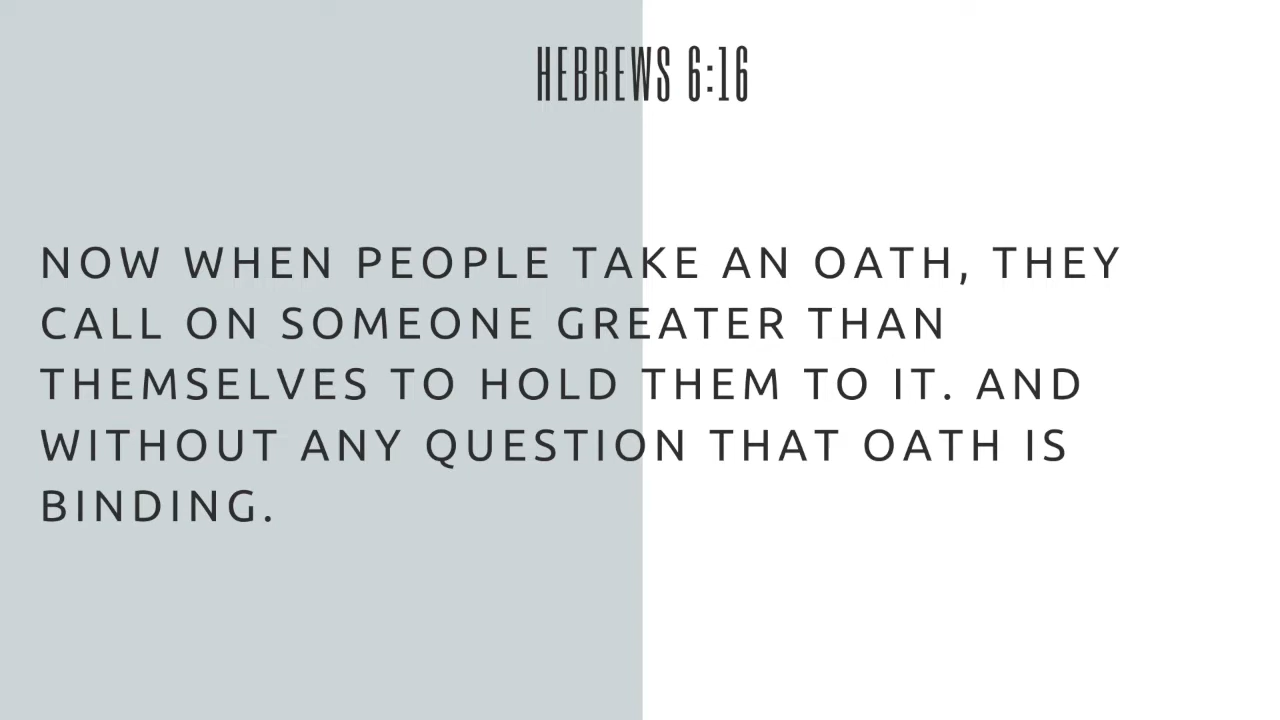 HEBREWS 6:16
NOW WHEN PEOPLE TAKE AN OATH, THEY
CALL ON SOMEONE GREATER THAN
THEMSELVES TO HOLD THEM TO IT. AND
WITHOUT ANY QUESTION THAT OATH IS
BINDING.